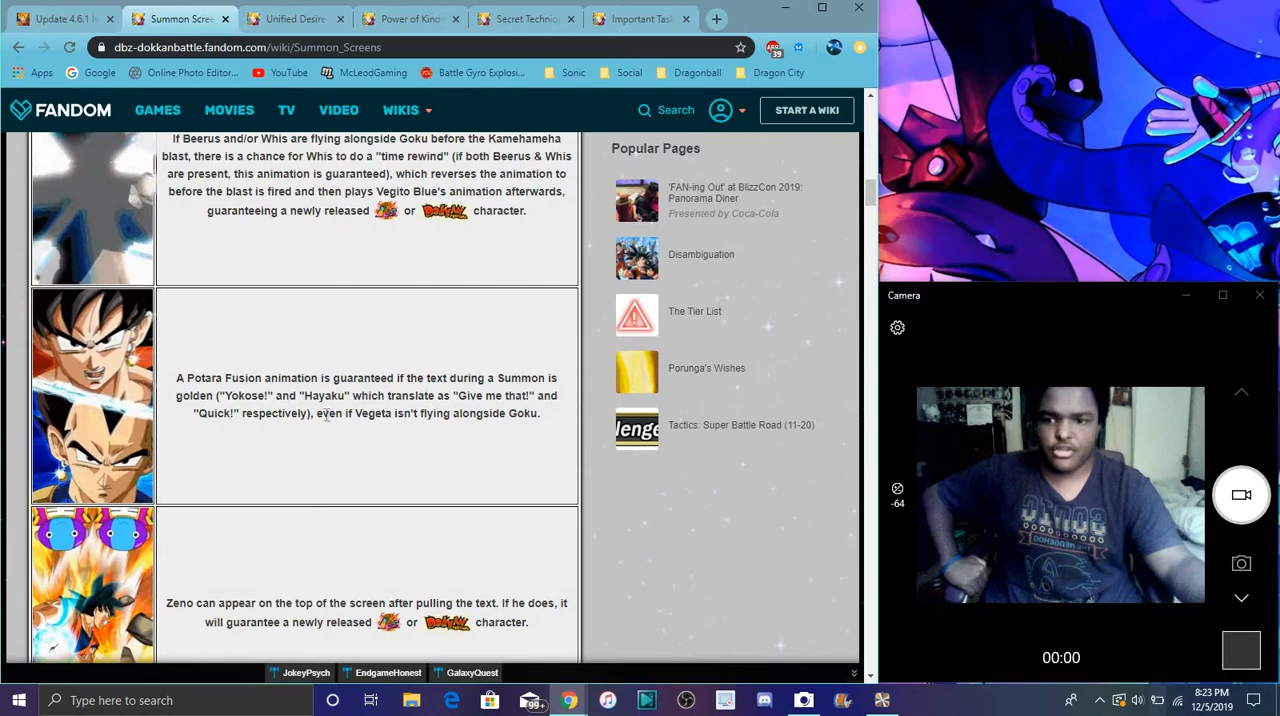 Update 4.6.1 I
Summon Scree
Unified Desire
Power of Kindr
Secret Techniq
Important Task
dbz-dokkanbattle.fandom.com/wiki/Summon_Screens
39
Apps
Google
Online Photo Editor...
YouTube
McLeodGaming
Battle Gyro Explosi...
Sonic
Social
Dragonball
Dragon City
FANDOM
GAMES
MOVIES
TV
VIDEO
WIKIS
Search
START A WIKI
If Beerus and/or Whis are flying alongside Goku before the Kamehameha
blast, there is a chance for Whis to do a "time rewind" (if both Beerus & Whis
are present, this animation is guaranteed), which reverses the animation to
before the blast is fired and then plays Vegito Blue's animation afterwards,
guaranteeing a newly released or character.
A Potara Fusion animation is guaranteed if the text during a Summon is
golden ("Yokose!" and "Hayaku" which translate as "Give me that!" and
"Quick!" respectively), even if Vegeta isn't flying alongside Goku.
Zeno can appear on the top of the screen after pulling the text. If he does, it
will guarantee a newly released or character.
Popular Pages
'FAN-ing Out' at BlizzCon 2019:
Panorama Diner
Presented by Coca-Cola
Disambiguation
The Tier List
Porunga's Wishes
Tactics: Super Battle Road (11-20)
JokeyPsych
EndgameHonest
GalaxyQuest
Camera
-64
00:00
Type here to search
99+
8:23 PM
12/5/2019